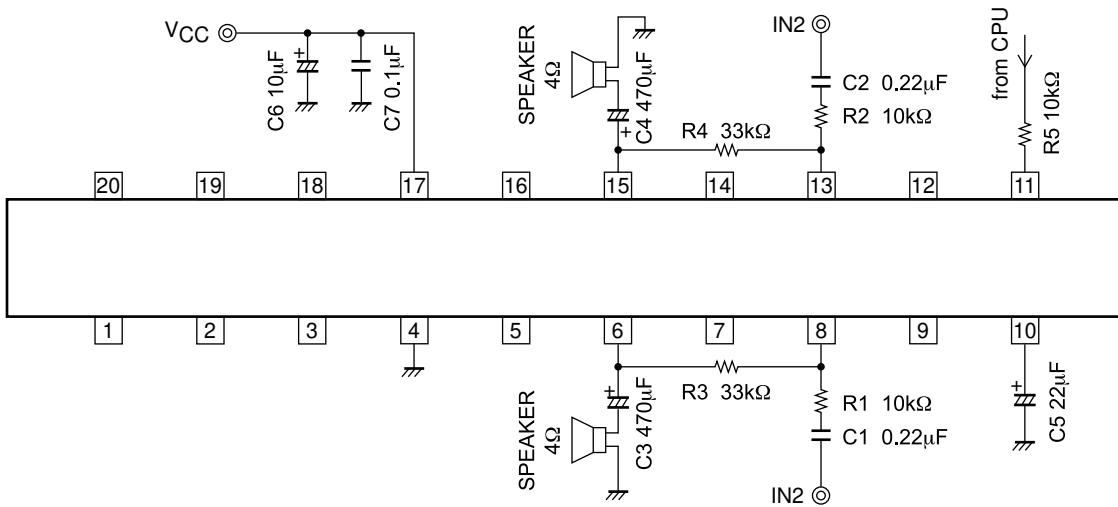 VCC
C6 10μF
C7 0.1μF
SPEAKER
4Ω
C4 470μF
R4 33kΩ
IN2
C2 0.22μF
R2 10kΩ
from CPU
R5 10kΩ
20 19 18 17 16 15 14 13 12 11
1 2 3 4 5 6 7 8 9 10
SPEAKER
4Ω
C3 470μF
R3 33kΩ
R1 10kΩ
C1 0.22μF
IN2
C5 22μF